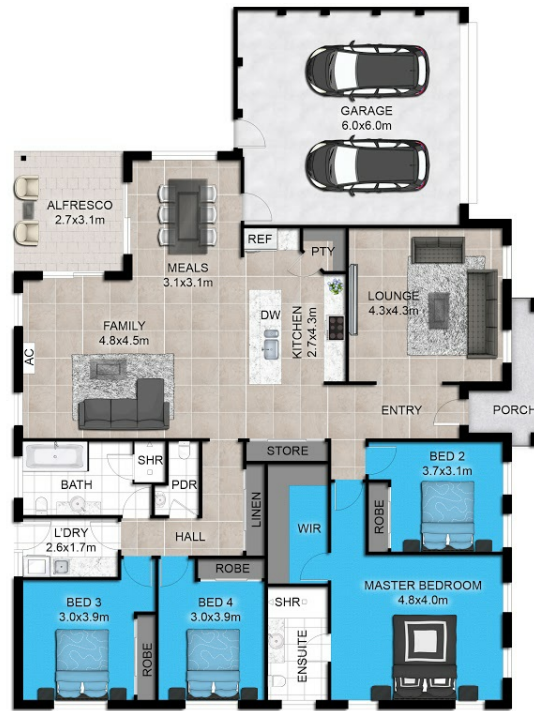 GARAGE
6.0x6.0m
ALFRESCO
2.7x3.1m
REF
PTY
MEALS
3.1x3.1m
LOUNGE
4.3x4.3m
DW
KITCHEN
2.7x4.3m
FAMILY
4.8x4.5m
AC
ENTRY
PORCH
STORE
BED 2
3.7x3.1m
SHR
BATH
PDR
LINEN
WIR
ROBE
HALL
L'DRY
2.6x1.7m
ROBE
MASTER BEDROOM
4.8x4.0m
BED 3
3.0x3.9m
BED 4
3.0x3.9m
SHR
ROBE
ENSUITE